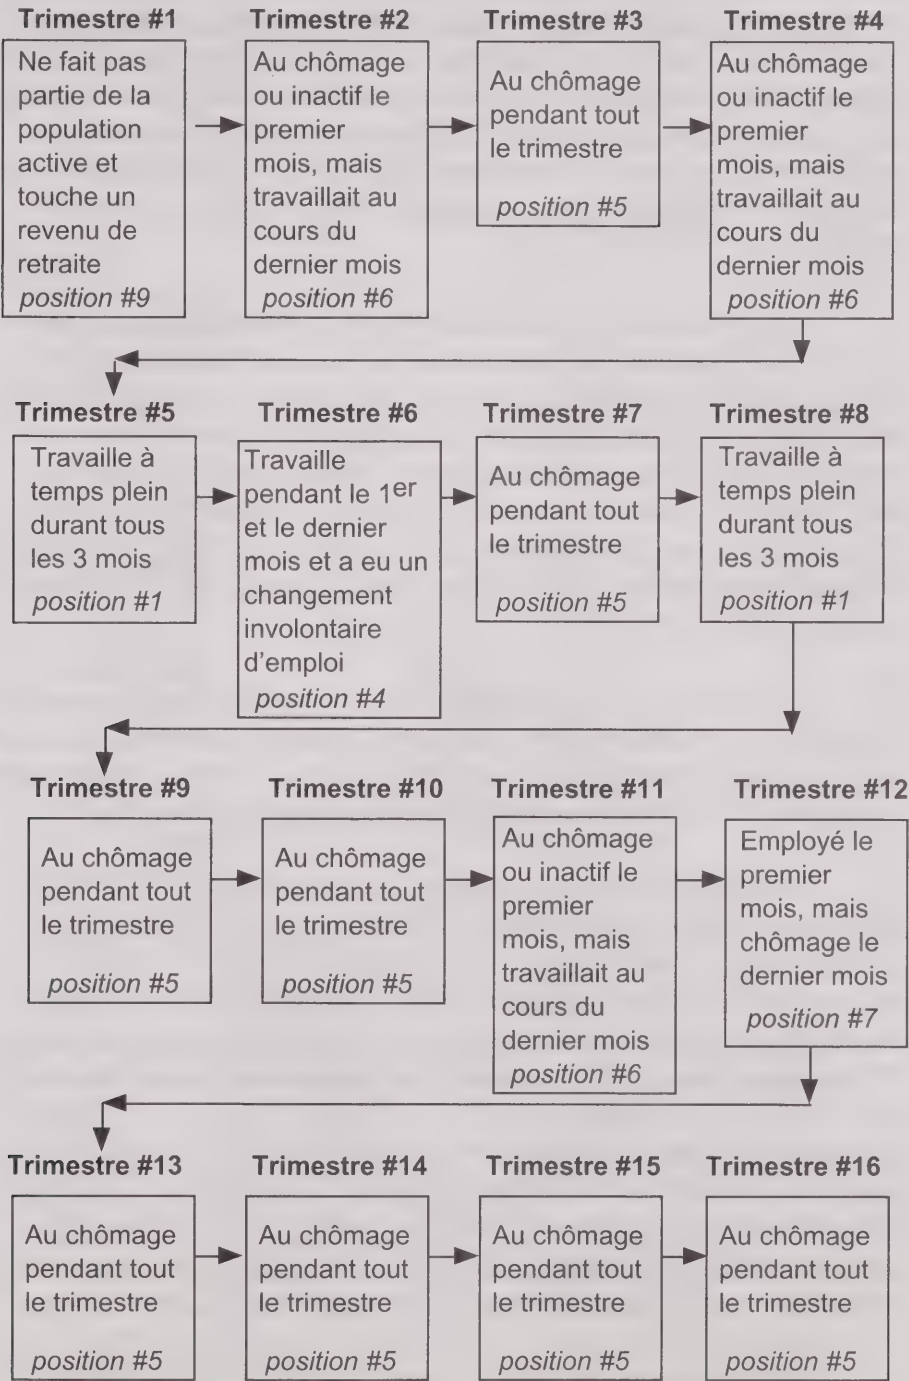 Trimestre #1
Ne fait pas
partie de la
population
active et
touche un
revenu de
retraite
position #9
Trimestre #2
Au chômage
ou inactif le
premier
mois, mais
travaillait au
cours du
dernier mois
position #6
Trimestre #3
Au chômage
pendant tout
le trimestre
position #5
Trimestre #4
Au chômage
ou inactif le
premier
mois, mais
travaillait au
cours du
dernier mois
position #6
Trimestre #5
Travaille à
temps plein
durant tous
les 3 mois
position #1
Trimestre #6
Travaille
pendant le 1er
et le dernier
mois et a eu un
changement
involontaire
d'emploi
position #4
Trimestre #7
Au chômage
pendant tout
le trimestre
position #5
Trimestre #8
Travaille à
temps plein
durant tous
les 3 mois
position #1
Trimestre #9
Au chômage
pendant tout
le trimestre
position #5
Trimestre #10
Au chômage
pendant tout
le trimestre
position #5
Trimestre #11
Au chômage
ou inactif le
premier
mois, mais
travaillait au
cours du
dernier mois
position #6
Trimestre #12
Employé le
premier
mois, mais
chômage le
dernier mois
position #7
Trimestre #13
Au chômage
pendant tout
le trimestre
position #5
Trimestre #14
Au chômage
pendant tout
le trimestre
position #5
Trimestre #15
Au chômage
pendant tout
le trimestre
position #5
Trimestre #16
Au chômage
pendant tout
le trimestre
position #5